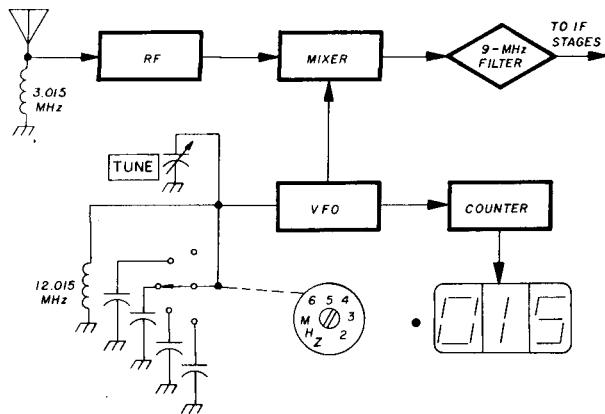 TO IF
STAGES
RF
MIXER
9-MHz
FILTER
3.015
MHz
TUNE
VFO
COUNTER
12.015
MHz
6 5 4
3
2
MHZ
.015